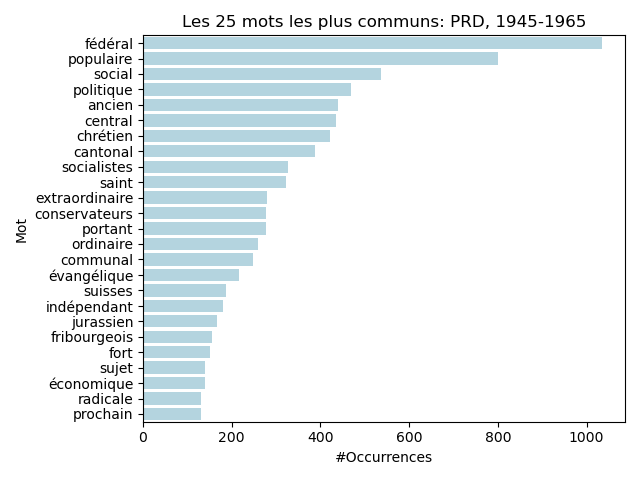 Les 25 mots les plus communs: PRD, 1945-1965
fédéral
populaire
social
politique
ancien
central
chrétien
cantonal
socialistes
saint
extraordinaire
conservateurs
portant
ordinaire
communal
évangélique
suisses
indépendant
jurassien
fribourgeois
fort
sujet
économique
radicale
prochain
Mot
0 200 400 600 800 1000
#Occurrences